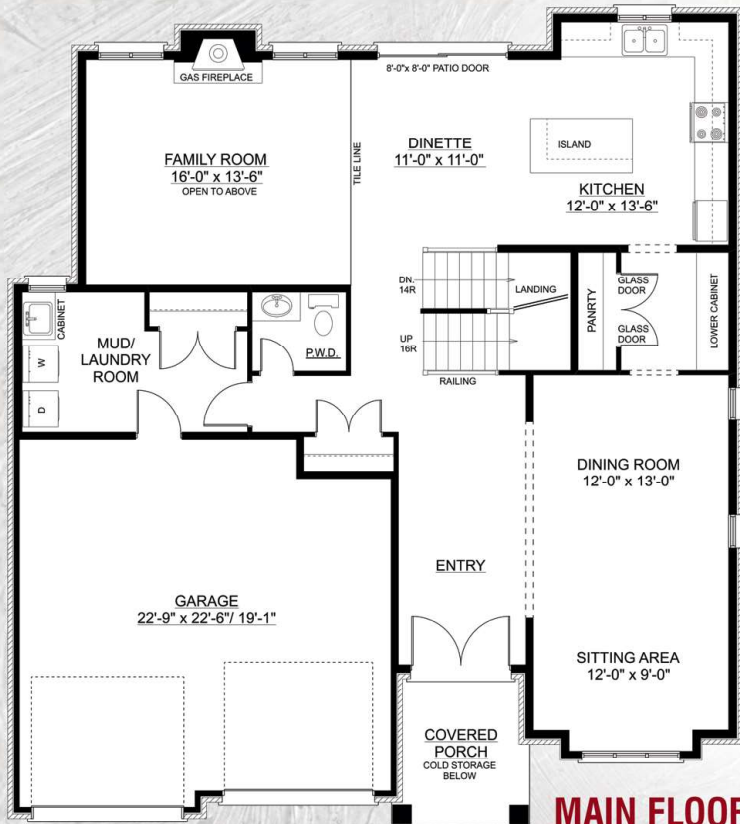 GAS FIREPLACE
8'-0"x 8'-0" PATIO DOOR
FAMILY ROOM
16'-0" x 13'-6"
OPEN TO ABOVE
TILE LINE
DINETTE
11'-0" x 11'-0"
ISLAND
KITCHEN
12'-0" x 13'-6"
DN.
14R
LANDING
UP
16R
RAILING
PANRTY
GLASS
DOOR
GLASS
DOOR
LOWER CABINET
CABINET
MUD/
LAUNDRY
ROOM
W
D
P.W.D.
DINING ROOM
12'-0" x 13'-0"
ENTRY
GARAGE
22'-9" x 22'-6"/ 19'-1"
SITTING AREA
12'-0" x 9'-0"
COVERED
PORCH
COLD STORAGE
BELOW
MAIN FLOOR